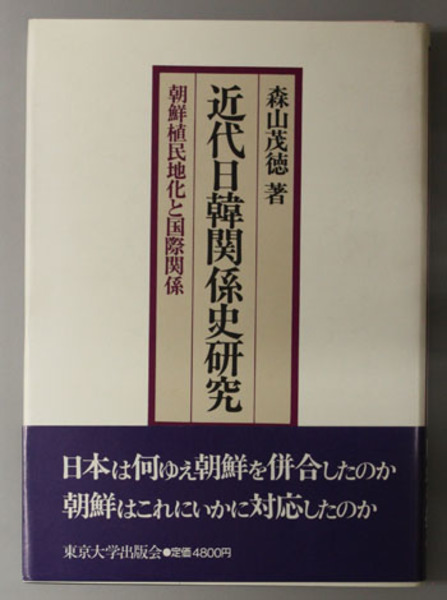 森山茂徳 著
近代日韓関係史研究
朝鮮植民地化と国際関係
日本は何ゆえ朝鮮を併合したのか
朝鮮はこれにいかに対応したのか
東京大学出版会●定価4800円